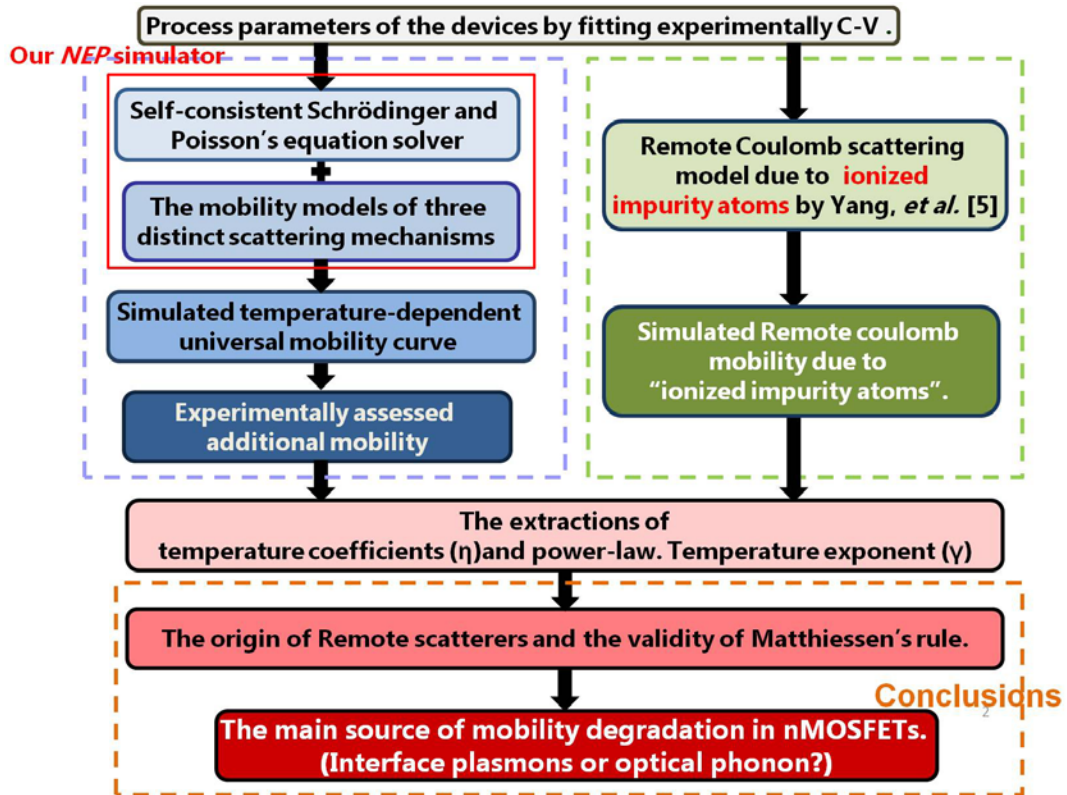 Process parameters of the devices by fitting experimentally C-V .
Our NEP simulator
Self-consistent Schrödinger and
Poisson's equation solver
+
The mobility models of three
distinct scattering mechanisms
Simulated temperature-dependent
universal mobility curve
Experimentally assessed
additional mobility
Remote Coulomb scattering
model due to ionized
impurity atoms by Yang, et al. [5]
Simulated Remote coulomb
mobility due to
“ionized impurity atoms”.
The extractions of
temperature coefficients (η)and power-law. Temperature exponent (γ)
The origin of Remote scatterers and the validity of Matthiessen's rule.
Conclusions
2
The main source of mobility degradation in nMOSFETs.
(Interface plasmons or optical phonon?)